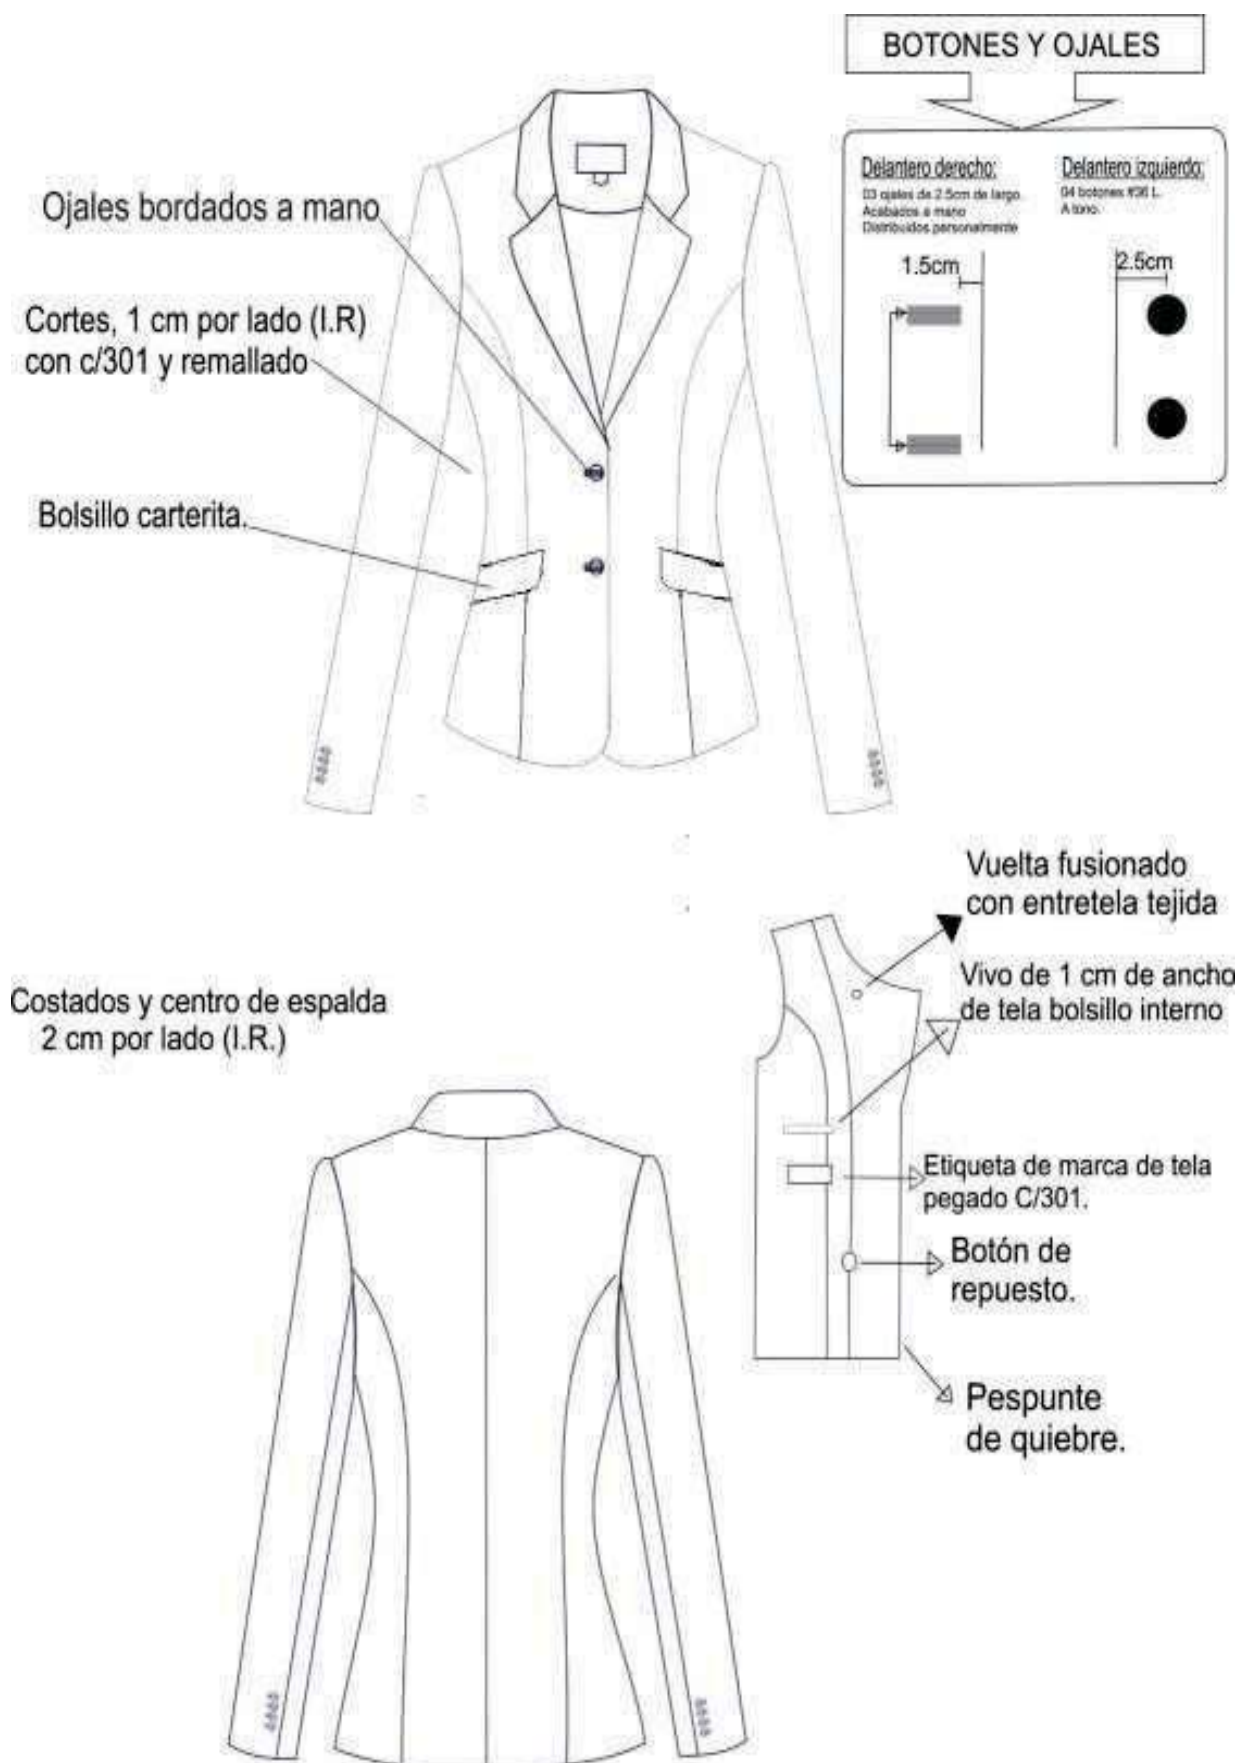 BOTONES Y OJALES
Delantero derecho:
03 ojales de 2.5cm de largo.
Acabados a mano
Distribuidos personalmente
Delantero izquierdo:
04 botones #36 L.
A tono.
1.5cm
2.5cm
Ojales bordados a mano
Cortes, 1 cm por lado (I.R)
con c/301 y remallado
Bolsillo carterita.
Vuelta fusionado
con entretela tejida
Vivo de 1 cm de ancho
de tela bolsillo interno
Costados y centro de espalda
2 cm por lado (I.R.)
Etiqueta de marca de tela
pegado C/301.
Botón de
repuesto.
Pespunte
de quiebre.